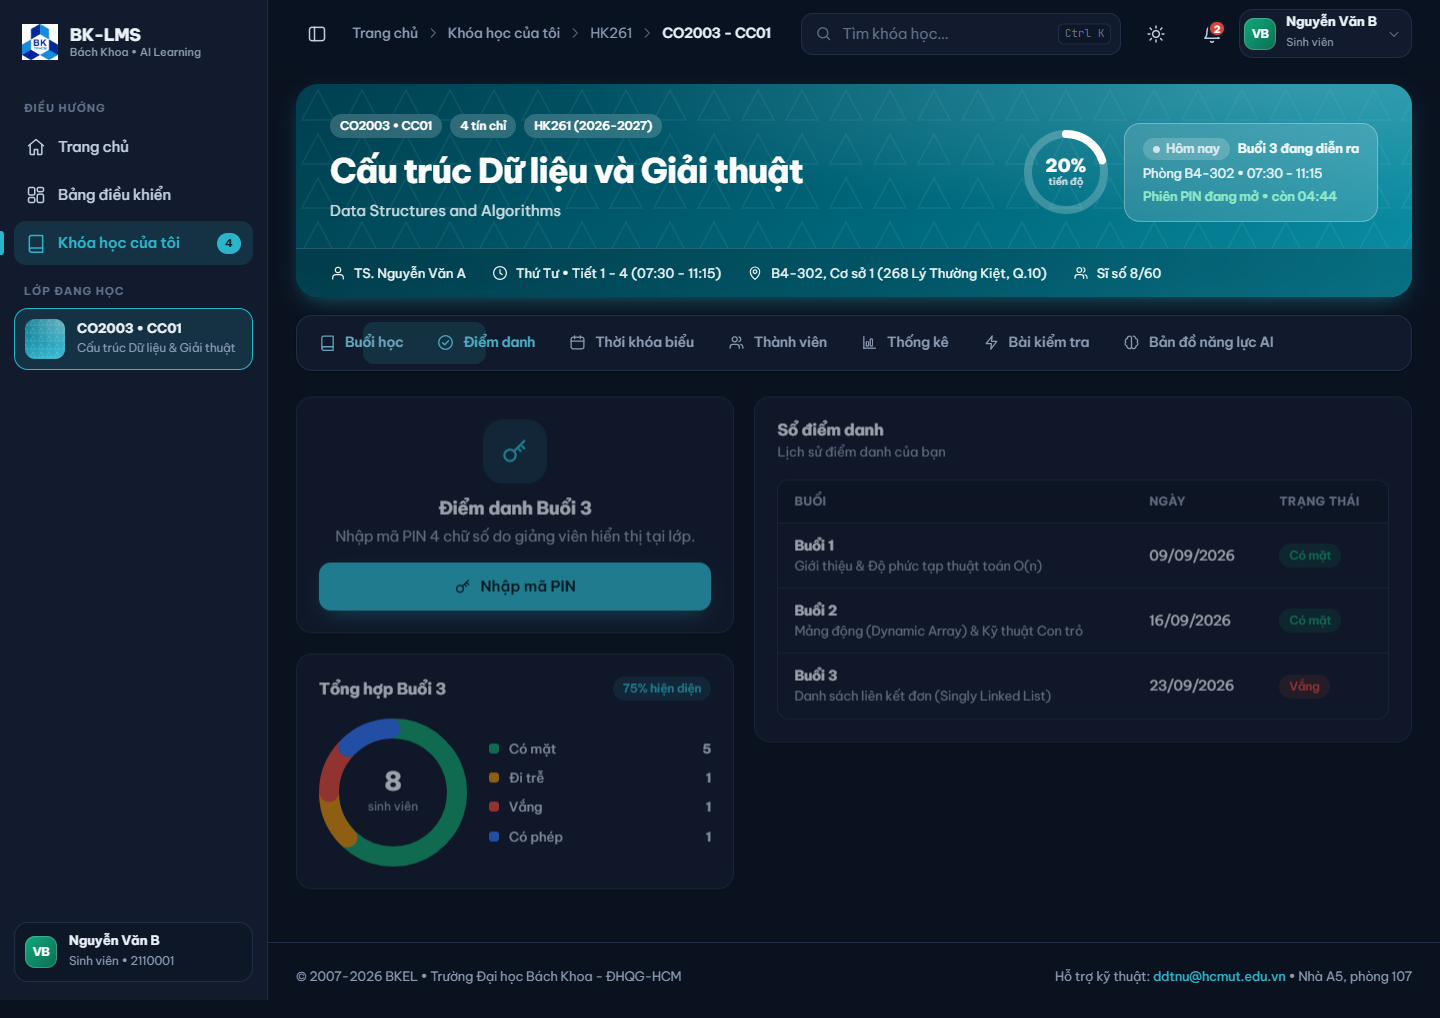 BK-LMS
Bách Khoa • AI Learning
ĐIỀU HƯỚNG
Trang chủ
Bảng điều khiển
Khóa học của tôi
4
LỚP ĐANG HỌC
CO2003 • CC01
Cấu trúc Dữ liệu & Giải thuật
VB
Nguyễn Văn B
Sinh viên • 2110001
Trang chủ
Khóa học của tôi
HK261
CO2003 - CC01
Tìm khóa học...
Ctrl K
2
VB
Nguyễn Văn B
Sinh viên
CO2003 • CC01
4 tín chỉ
HK261 (2026-2027)
Cấu trúc Dữ liệu và Giải thuật
Data Structures and Algorithms
20%
tiến độ
Hôm nay
Buổi 3 đang diễn ra
Phòng B4-302 • 07:30 - 11:15
Phiên PIN đang mở • còn 04:44
TS. Nguyễn Văn A
Thứ Tư • Tiết 1 - 4 (07:30 - 11:15)
B4-302, Cơ sở 1 (268 Lý Thường Kiệt, Q.10)
Sĩ số 8/60
Buổi học
Điểm danh
Thời khóa biểu
Thành viên
Thống kê
Bài kiểm tra
Bản đồ năng lực AI
Điểm danh Buổi 3
Nhập mã PIN 4 chữ số do giảng viên hiển thị tại lớp.
Nhập mã PIN
Tổng hợp Buổi 3
75% hiện diện
8
sinh viên
Có mặt 5
Đi trễ 1
Vắng 1
Có phép 1
Sổ điểm danh
Lịch sử điểm danh của bạn
BUỔI NGÀY TRẠNG THÁI
Buổi 1
Giới thiệu & Độ phức tạp thuật toán O(n)
09/09/2026
Có mặt
Buổi 2
Mảng động (Dynamic Array) & Kỹ thuật Con trỏ
16/09/2026
Có mặt
Buổi 3
Danh sách liên kết đơn (Singly Linked List)
23/09/2026
Vắng
© 2007-2026 BKEL • Trường Đại học Bách Khoa - ĐHQG-HCM
Hỗ trợ kỹ thuật: ddtnu@hcmut.edu.vn • Nhà A5, phòng 107